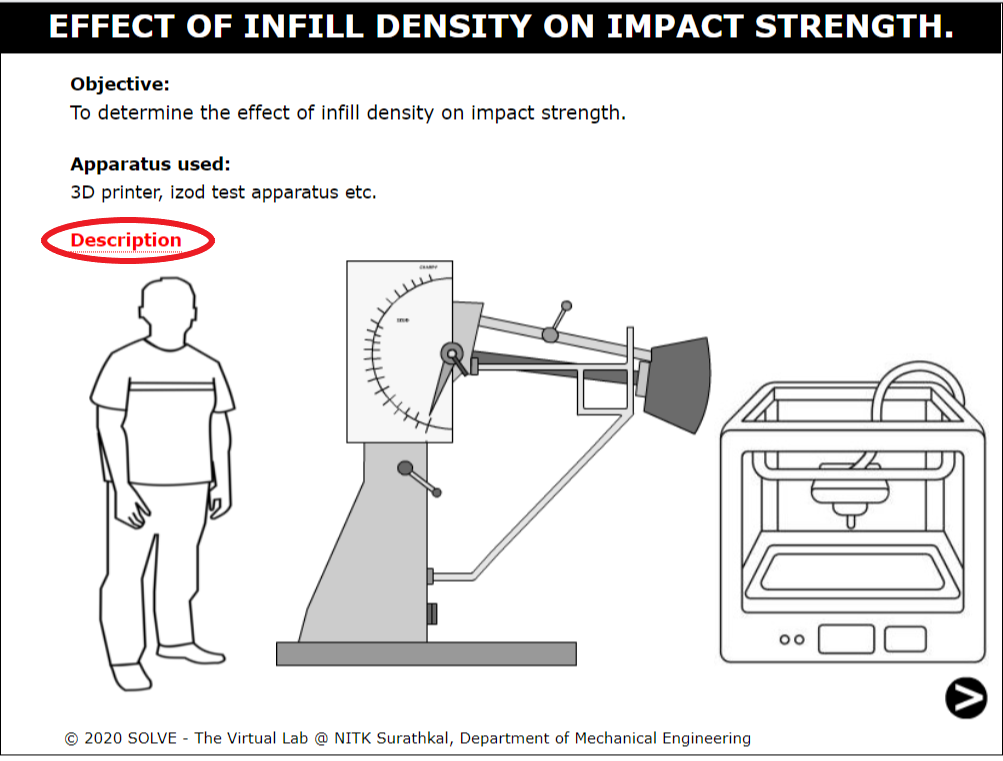 EFFECT OF INFILL DENSITY ON IMPACT STRENGTH.
Objective:
To determine the effect of infill density on impact strength.
Apparatus used:
3D printer, izod test apparatus etc.
Description
CHARPY
IZOD
© 2020 SOLVE - The Virtual Lab @ NITK Surathkal, Department of Mechanical Engineering